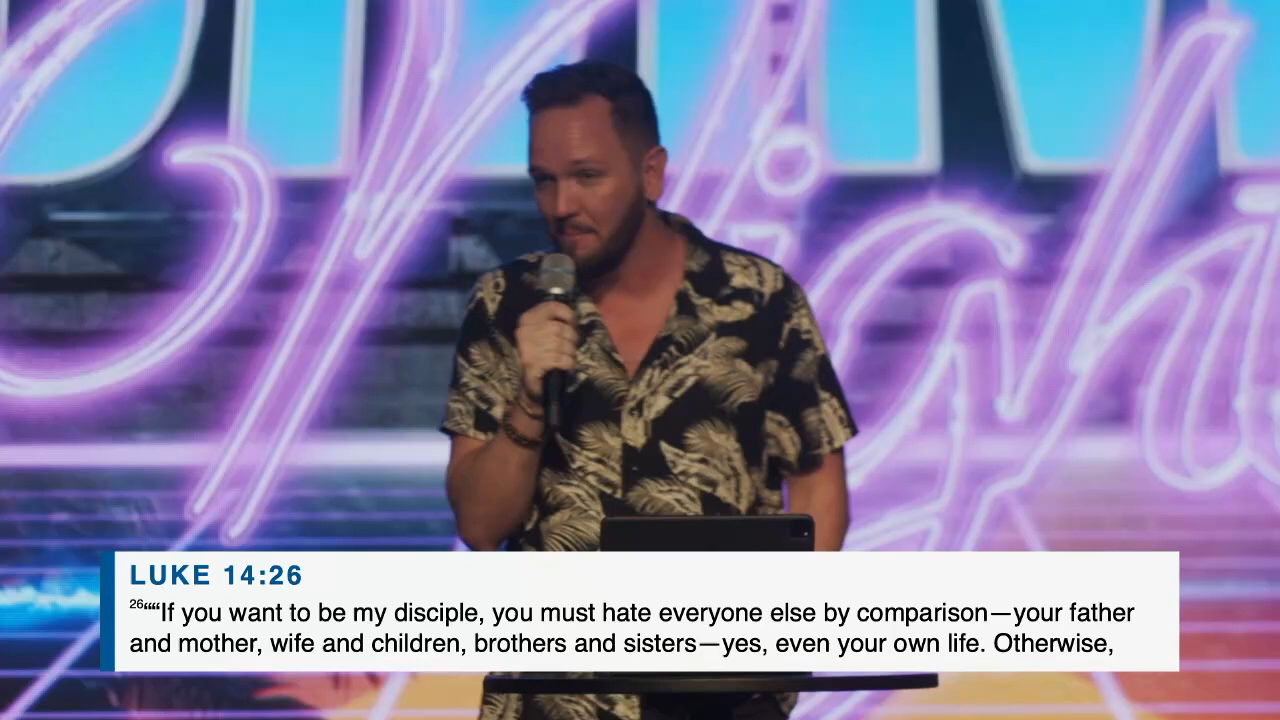 LUKE 14:26
26““If you want to be my disciple, you must hate everyone else by comparison—your father
and mother, wife and children, brothers and sisters—yes, even your own life. Otherwise,